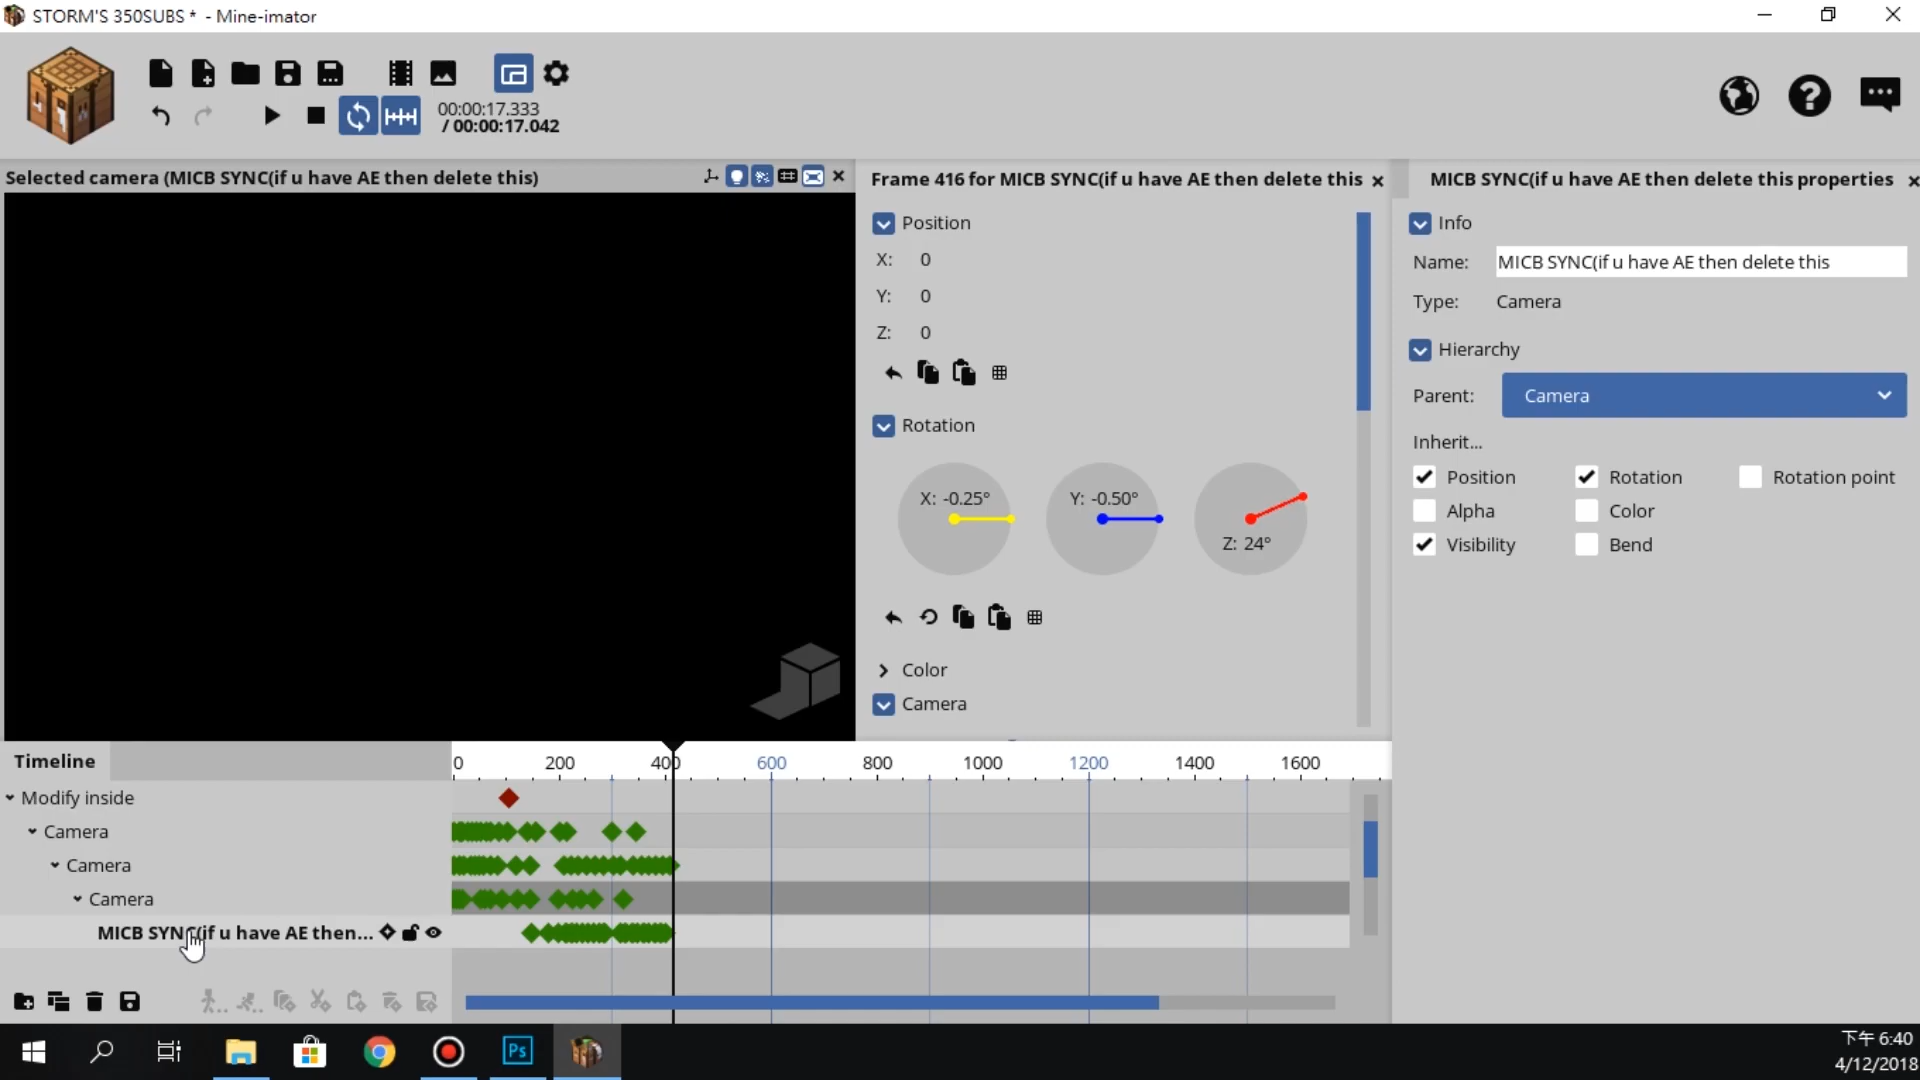 STORM'S 350SUBS * - Mine-imator
00:00:17.333
/ 00:00:17.042
Selected camera (MICB SYNC(if u have AE then delete this)
Frame 416 for MICB SYNC(if u have AE then delete this
Position
X: 0
Y: 0
Z: 0
Rotation
X: -0.25° Y: -0.50° Z: 24°
Color
Camera
MICB SYNC(if u have AE then delete this properties
Info
Name: MICB SYNC(if u have AE then delete this
Type: Camera
Hierarchy
Parent: Camera
Inherit...
Position Rotation Rotation point
Alpha Color
Visibility Bend
Timeline
0 200 400 600 800 1000 1200 1400 1600
Modify inside
Camera
Camera
Camera
MICB SYNC(if u have AE then...
Ps
下午 6:40
4/12/2018